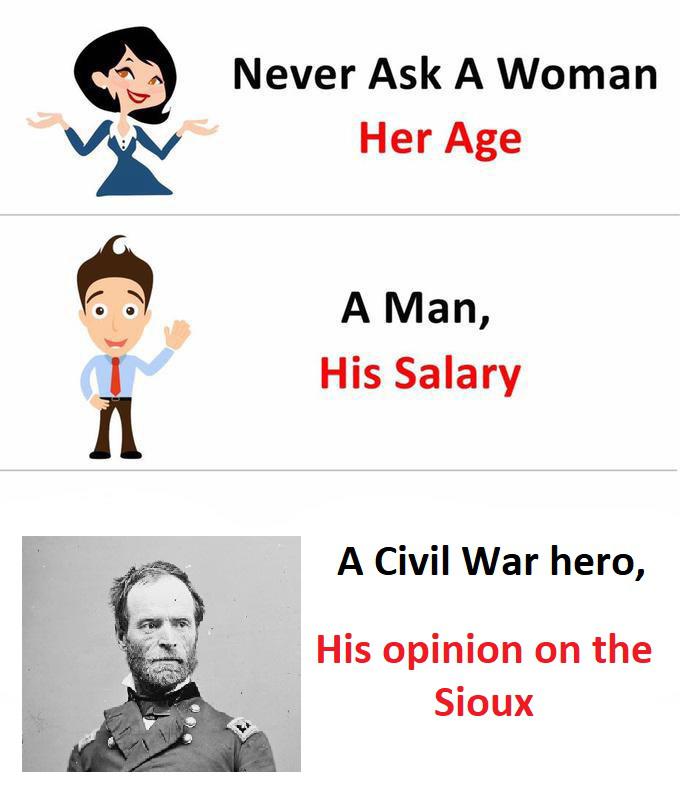 Never Ask A Woman
Her Age
A Man,
His Salary
A Civil War hero,
His opinion on the
Sioux